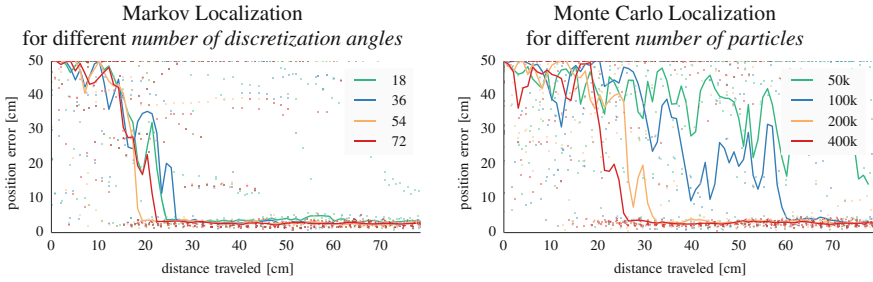 Markov Localization
for different number of discretization angles
50
40
30
20
10
0
position error [cm]
0 10 20 30 40 50 60 70
distance traveled [cm]
18
36
54
72
Monte Carlo Localization
for different number of particles
50
40
30
20
10
0
position error [cm]
0 10 20 30 40 50 60 70
distance traveled [cm]
50k
100k
200k
400k